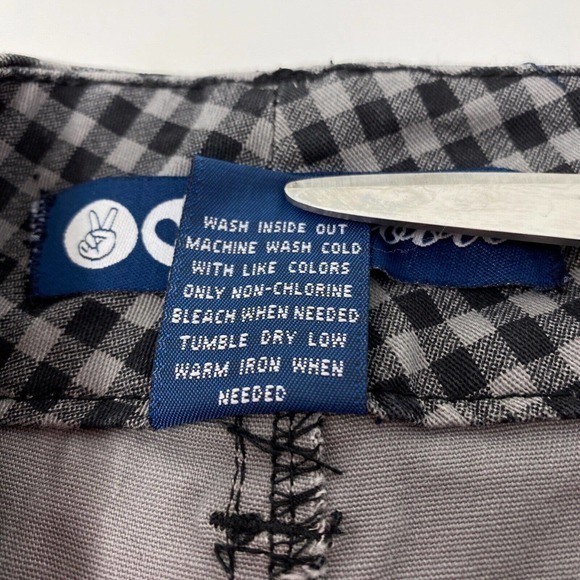 WASH INSIDE OUT
MACHINE WASH COLD
WITH LIKE COLORS
ONLY NON-CHLORINE
BLEACH WHEN NEEDED
TUMBLE DRY LOW
WARM IRON WHEN
NEEDED